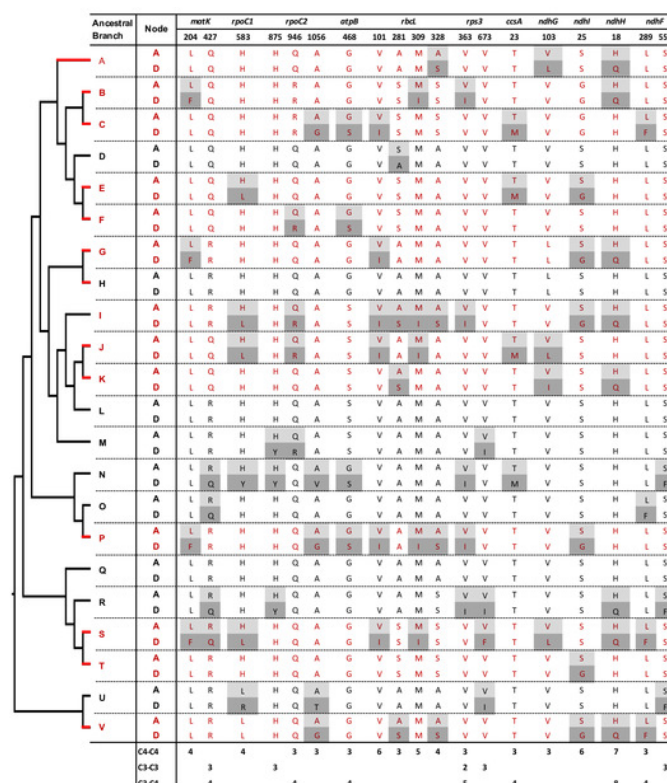 Ancestral Branch Node matK rpoC1 rpoC2 atpB rbcL rps3 ccsA ndhG ndhI ndhH ndhF
204 427 583 875 946 1056 468 101 281 309 328 363 673 23 103 25 18 289
A A L Q H H Q A G V A M A V V T V S H L S
D L Q H H Q A G V A M S V V T L S Q L S
B A L Q H H R A G V S M S V V T V G H L S
D F Q H H R A G V S I S I V T V G Q L S
C A L Q H H R A G V S M S V V T V G H L S
D L Q H H R G S I S M S V V M V G H F S
D A L Q H H Q A G V S M A V V T V S H L S
D L Q H H Q A G V A M A V V T V S H L S
E A L Q H H Q A G V S M A V V T V S H L S
D L Q L H Q A G V S M A V V M V G H L S
F A L Q H H Q A G V S M A V V T V S H L S
D L Q H H R A S V S M A V V T V S H L S
G A L R H H Q A G V A M A V V T L S H L S
D F R H H Q A G I A M A V V T L G Q L S
H A L R H H Q A G V A M A V V T L S H L S
D L R H H Q A G V A M A V V T L S H L S
I A L R H H Q A S V A M A V V T V S H L S
D L R L H R A S I S I S I V T V G Q L S
J A L R H H Q A S V A M A V V T V S H L S
D L R L H R A S I A I A V V M L S H L S
K A L R H H Q A S V A M A V V T V S H L S
D L R H H Q A S V S M A V V T I S Q L S
L A L R H H Q A S V A M A V V T V S H L S
D L R H H Q A S V A M A V V T V S H L S
M A L R H H Q A S V A M A V V T V S H L S
D L R H Y R A S V A M A V I T V S H L S
N A L R H H Q A G V A M A V V T V S H L S
D L Q Y Y Q V S V A M A I V M V S H L F
O A L R H H Q A G V A M A V V T V S H L S
D L Q H H Q A G V A M A V V T V S H F S
P A L R H H Q A G V A M A V V T V S H L S
D F R H H Q G S I A I S I V T V G H L S
Q A L R H H Q A G V A M S V V T V S H L S
D L R H H Q A G V A M S V V T V S H L S
R A L R H H Q A G V A M S V V T V S H L S
D L Q H Y Q A G V A M S I I T V S Q L F
S A L R H H Q A G V S M S V V T V S H L S
D F Q L H Q A G I S I S V F T L S Q F S
T A L R H H Q A G V S M S V V T V S H L S
D L R H H Q A G V S M S V V T V G H L S
U A L R L H Q A G V A M A V V T V S H L S
D L R R H Q T G V A M A V I T V S H L F
V A L R L H Q A G V A M A V V T V S H L S
D L R L H Q G G V S M S V V T V G Q F S
C4-C4 4 4 3 3 3 6 3 5 4 3 3 6 7 3
C3-C3 3 3 2 3